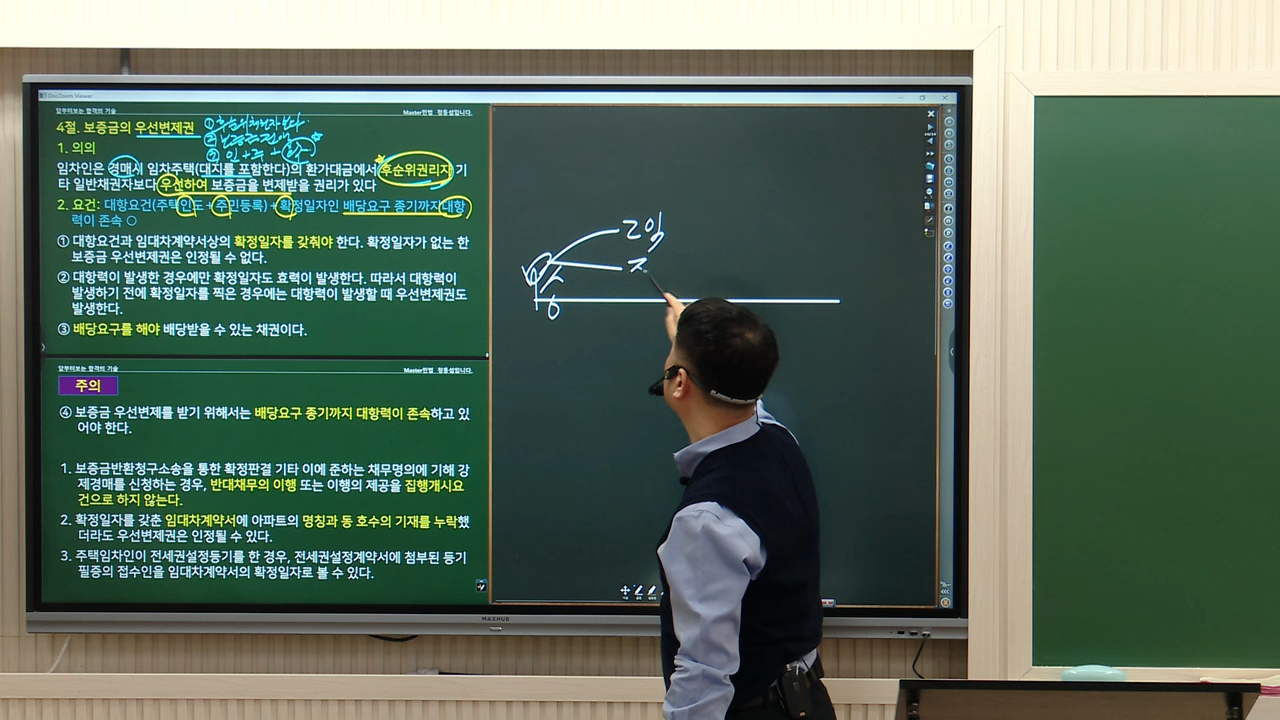 DocZoom Viewer
답부터보는 합격의 기술
Master민법 정동섭입니다.
4절. 보증금의 우선변제권
1. 의의
임차인은 경매시 임차주택(대지를 포함한다)의 환가대금에서 후순위권리자 기
타 일반채권자보다 우선하여 보증금을 변제받을 권리가 있다
2. 요건: 대항요건(주택인도+주민등록)+확정일자인 배당요구 종기까지대항
력이 존속 ○
① 대항요건과 임대차계약서상의 확정일자를 갖춰야 한다. 확정일자가 없는 한
보증금 우선변제권은 인정될 수 없다.
② 대항력이 발생한 경우에만 확정일자도 효력이 발생한다. 따라서 대항력이
발생하기 전에 확정일자를 찍은 경우에는 대항력이 발생할 때 우선변제권도
발생한다.
③ 배당요구를 해야 배당받을 수 있는 채권이다.
답부터보는 합격의 기술
Master민법 정동섭입니다.
주의
④ 보증금 우선변제를 받기 위해서는 배당요구 종기까지 대항력이 존속하고 있
어야 한다.
1. 보증금반환청구소송을 통한 확정판결 기타 이에 준하는 채무명의에 기해 강
제경매를 신청하는 경우, 반대채무의 이행 또는 이행의 제공을 집행개시요
건으로 하지 않는다.
2. 확정일자를 갖춘 임대차계약서에 아파트의 명칭과 동 호수의 기재를 누락했
더라도 우선변제권은 인정될 수 있다.
3. 주택임차인이 전세권설정등기를 한 경우, 전세권설정계약서에 첨부된 등기
필증의 접수인을 임대차계약서의 확정일자로 볼 수 있다.
MAXHUB